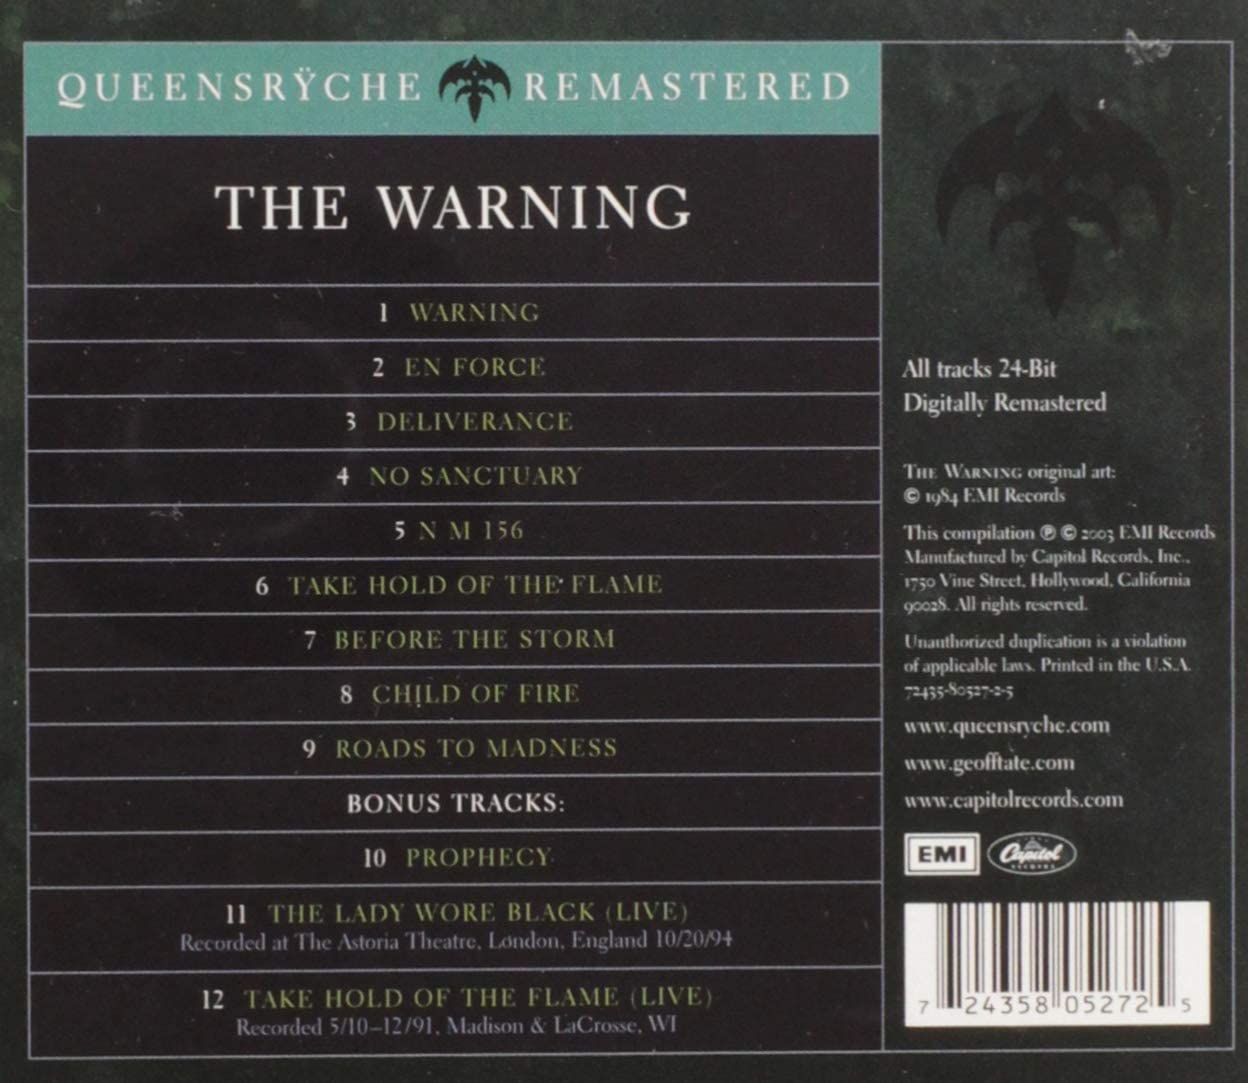 QUEENSRŸCHE REMASTERED
THE WARNING
1 WARNING
2 EN FORCE
3 DELIVERANCE
4 NO SANCTUARY
5 N M 156
6 TAKE HOLD OF THE FLAME
7 BEFORE THE STORM
8 CHILD OF FIRE
9 ROADS TO MADNESS
BONUS TRACKS:
10 PROPHECY
11 THE LADY WORE BLACK (LIVE)
Recorded at The Astoria Theatre, London, England 10/20/94
12 TAKE HOLD OF THE FLAME (LIVE)
Recorded 5/10–12/91, Madison & LaCrosse, WI
All tracks 24-Bit
Digitally Remastered
THE WARNING original art:
© 1984 EMI Records
This compilation ℗ © 2003 EMI Records
Manufactured by Capitol Records, Inc.,
1750 Vine Street, Hollywood, California
90028. All rights reserved.
Unauthorized duplication is a violation
of applicable laws. Printed in the U.S.A.
72435-80527-2-5
www.queensryche.com
www.geofftate.com
www.capitolrecords.com
EMI Capitol RECORDS
7 24358 05272 5